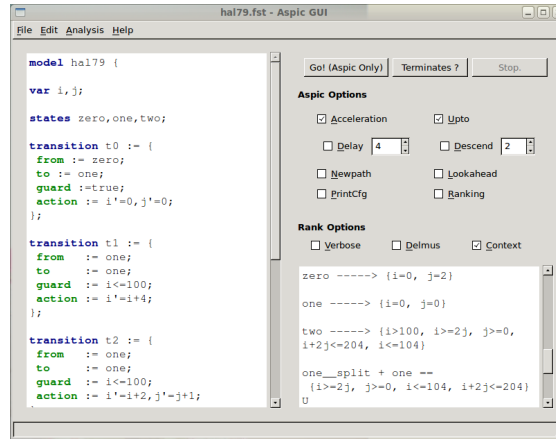 hal79.fst - Aspic GUI
File Edit Analysis Help
model hal79 {
var i,j;
states zero,one,two;
transition t0 := {
from := zero;
to := one;
guard :=true;
action := i'=0,j'=0;
};
transition t1 := {
from := one;
to := one;
guard := i<=100;
action := i'=i+4;
};
transition t2 := {
from := one;
to := one;
guard := i<=100;
action := i'=i+2,j'=j+1;
Go! (Aspic Only) Terminates ? Stop.
Aspic Options
Acceleration Upto
Delay 4 Descend 2
Newpath Lookahead
PrintCfg Ranking
Rank Options
Verbose Delmus Context
zero -----> {i=0, j=2}
one -----> {i=0, j=0}
two -----> {i>100, i>=2j, j>=0,
i+2j<=204, i<=104}
one__split + one ==
{i>=2j, j>=0, i<=104, i+2j<=204}
U